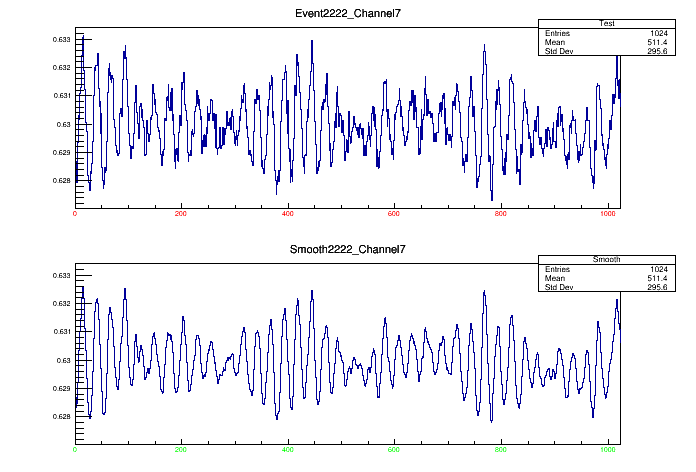 Event2222_Channel7
Test
Entries 1024
Mean 511.4
Std Dev 295.6
0.633
0.632
0.631
0.63
0.629
0.628
0 200 400 600 800 1000
Smooth2222_Channel7
Smooth
Entries 1024
Mean 511.4
Std Dev 295.6
0.633
0.632
0.631
0.63
0.629
0.628
0 200 400 600 800 1000